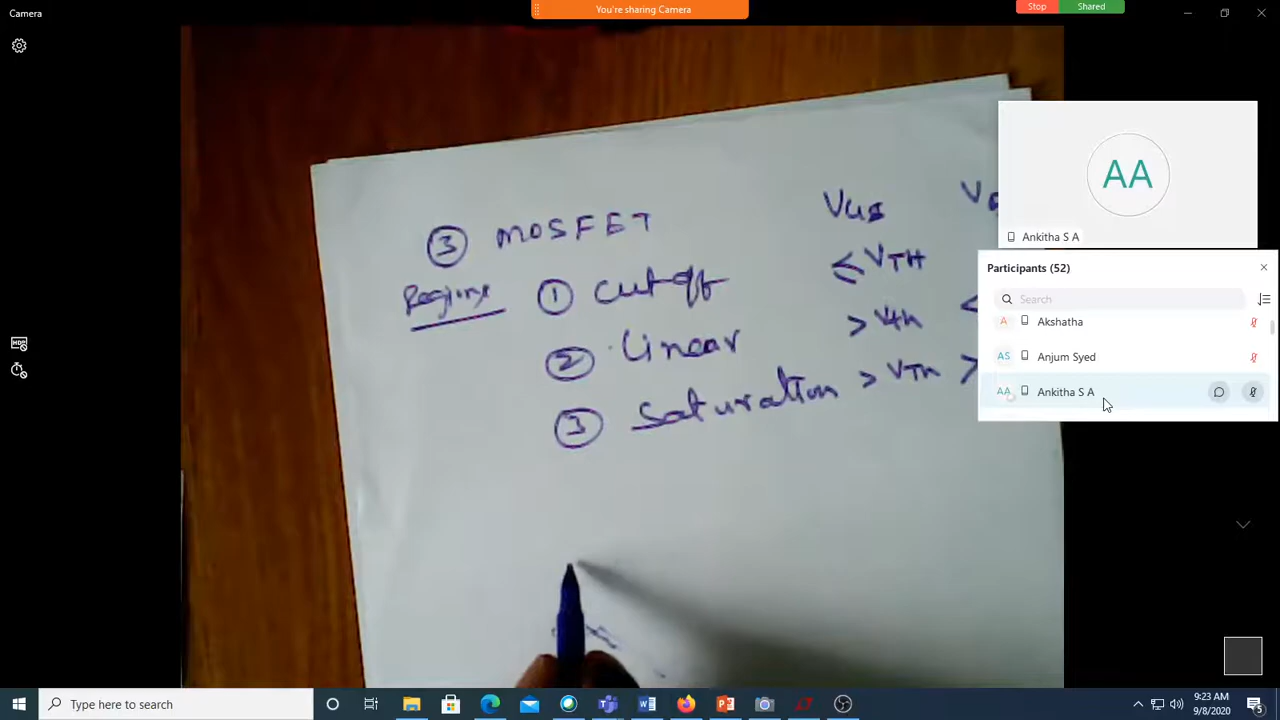 Camera
You're sharing Camera
Stop
Shared
AA
Ankitha S A
Participants (52)
Search
A
Akshatha
AS
Anjum Syed
AA
Ankitha S A
③ MOSFET
VGS
Regions
① Cutoff
≤ VTH
<
② Linear
> Vth
③ Saturation
> VTH
>
Type here to search
9:23 AM
9/8/2020
5